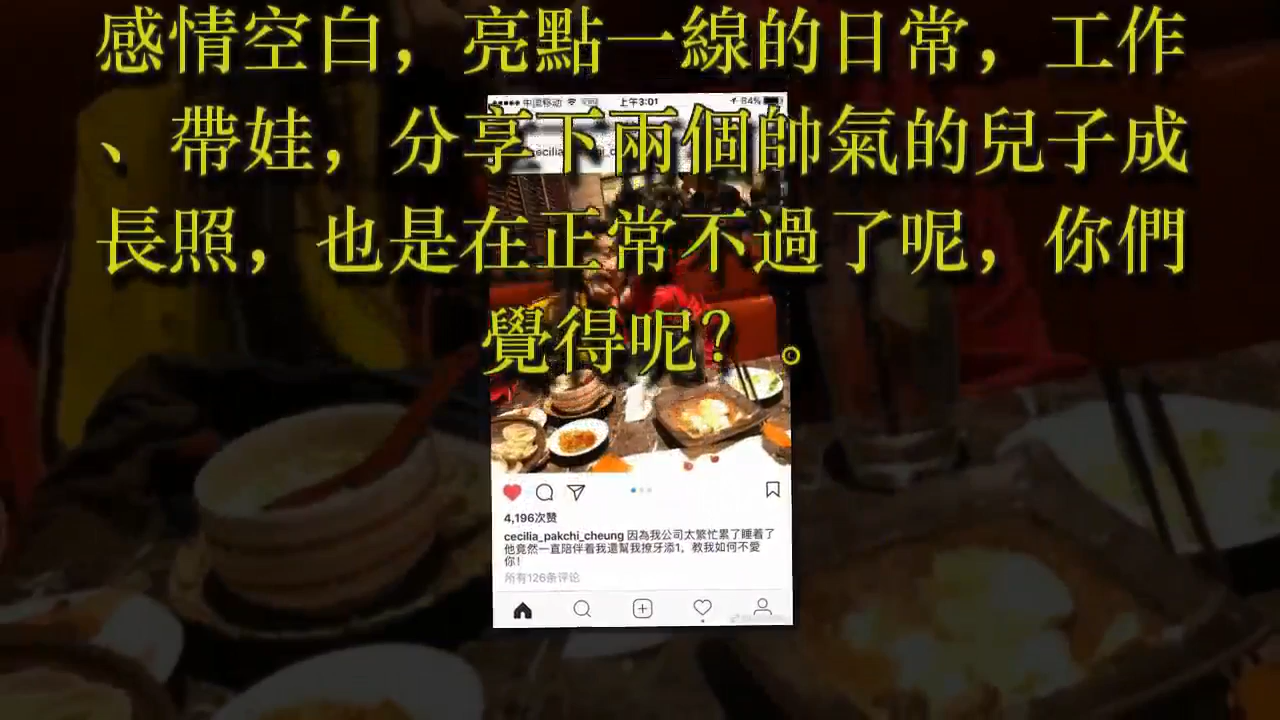 感情空白，亮點一線的日常，工作
、帶娃，分享下兩個帥氣的兒子成
長照，也是在正常不過了呢，你們
覺得呢？。
上午3:01
84%
4,196次赞
cecilia_pakchi_cheung 因為我公司太繁忙累了睡着了
他竟然一直陪伴着我還幫我撩牙添1，教我如何不愛
你！
所有126条评论